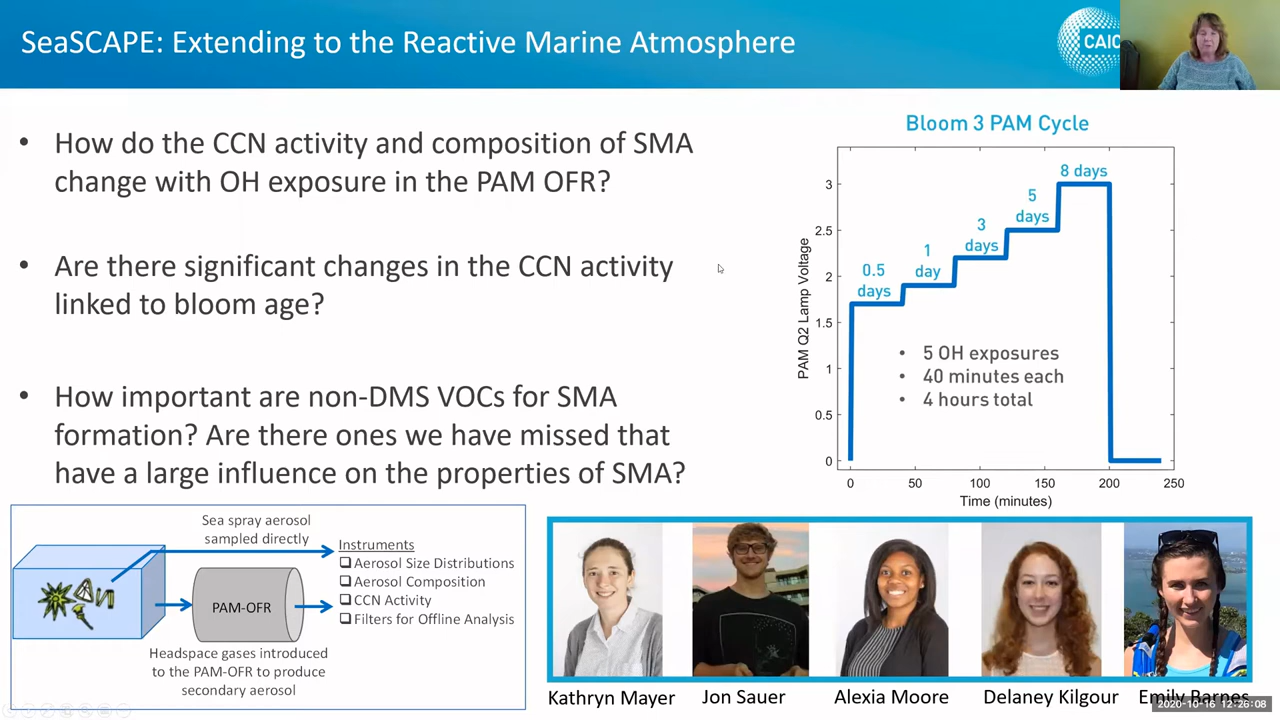 SeaSCAPE: Extending to the Reactive Marine Atmosphere
CAIC
• How do the CCN activity and composition of SMA
change with OH exposure in the PAM OFR?
• Are there significant changes in the CCN activity
linked to bloom age?
• How important are non-DMS VOCs for SMA
formation? Are there ones we have missed that
have a large influence on the properties of SMA?
Bloom 3 PAM Cycle
PAM Q2 Lamp Voltage
3
2.5
2
1.5
1
0.5
0
0.5
days
1
day
3
days
5
days
8 days
• 5 OH exposures
• 40 minutes each
• 4 hours total
0 50 100 150 200 250
Time (minutes)
Sea spray aerosol
sampled directly
PAM-OFR
Headspace gases introduced
to the PAM-OFR to produce
secondary aerosol
Instruments
❑ Aerosol Size Distributions
❑ Aerosol Composition
❑ CCN Activity
❑ Filters for Offline Analysis
Kathryn Mayer Jon Sauer Alexia Moore Delaney Kilgour Emily Barnes
2020-10-16 12:26:08